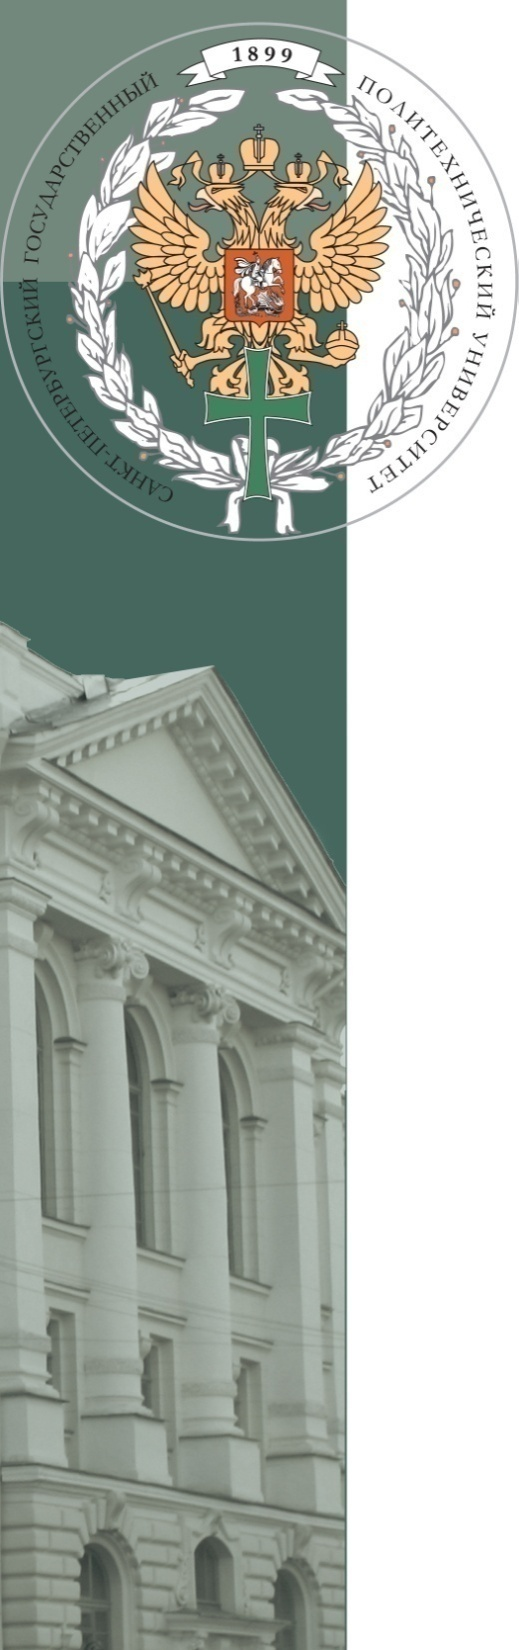 1899
САНКТ-ПЕТЕРБУРГСКИЙ ГОСУДАРСТВЕННЫЙ
ПОЛИТЕХНИЧЕСКИЙ УНИВЕРСИТЕТ